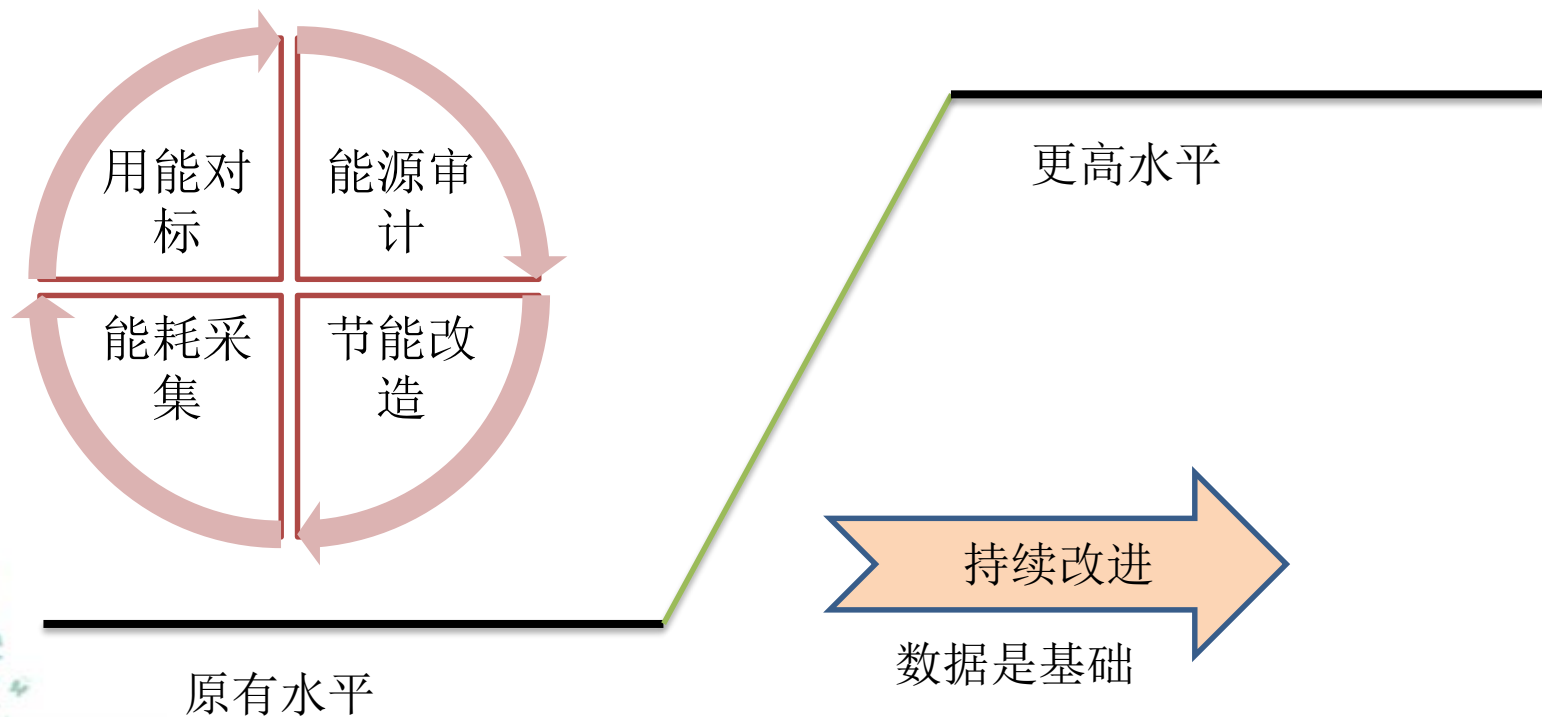 用能对
标
能源审
计
能耗采
集
节能改
造
更高水平
持续改进
数据是基础
原有水平